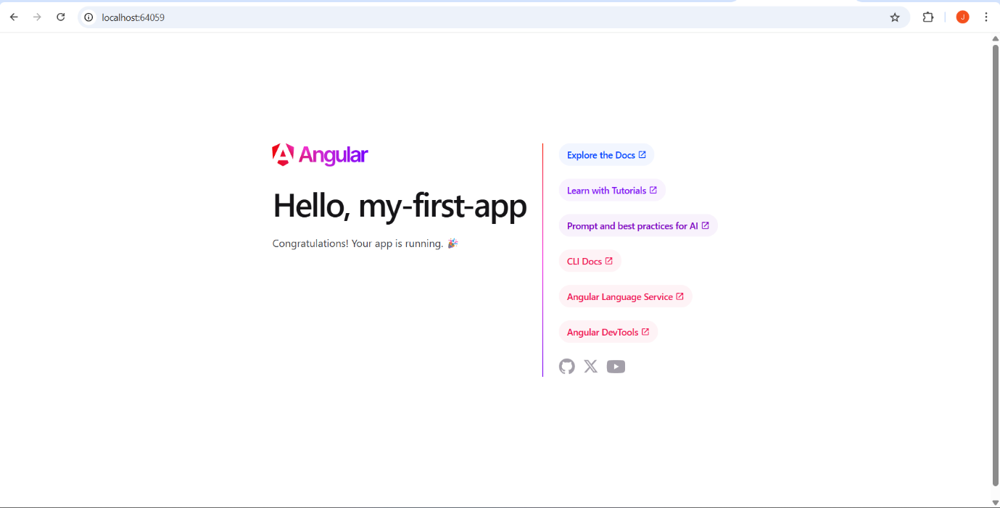 localhost:64059
J
Angular
Hello, my-first-app
Congratulations! Your app is running. 🎉
Explore the Docs
Learn with Tutorials
Prompt and best practices for AI
CLI Docs
Angular Language Service
Angular DevTools